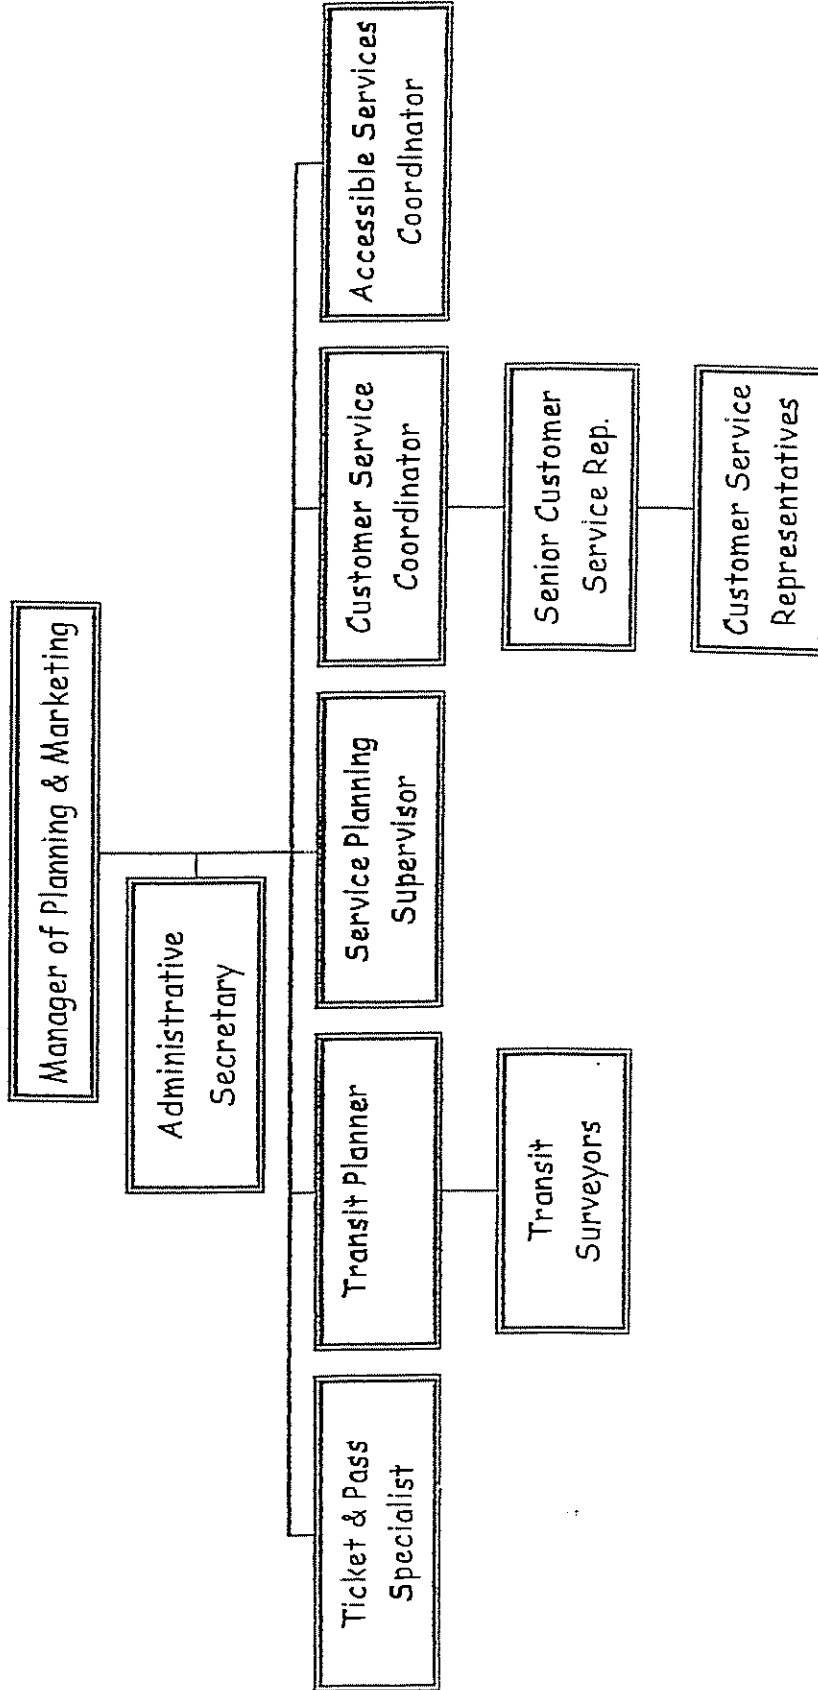 Manager of Planning & Marketing
Administrative
Secretary
Ticket & Pass
Specialist
Transit Planner
Service Planning
Supervisor
Customer Service
Coordinator
Accessible Services
Coordinator
Transit
Surveyors
Senior Customer
Service Rep.
Customer Service
Representatives